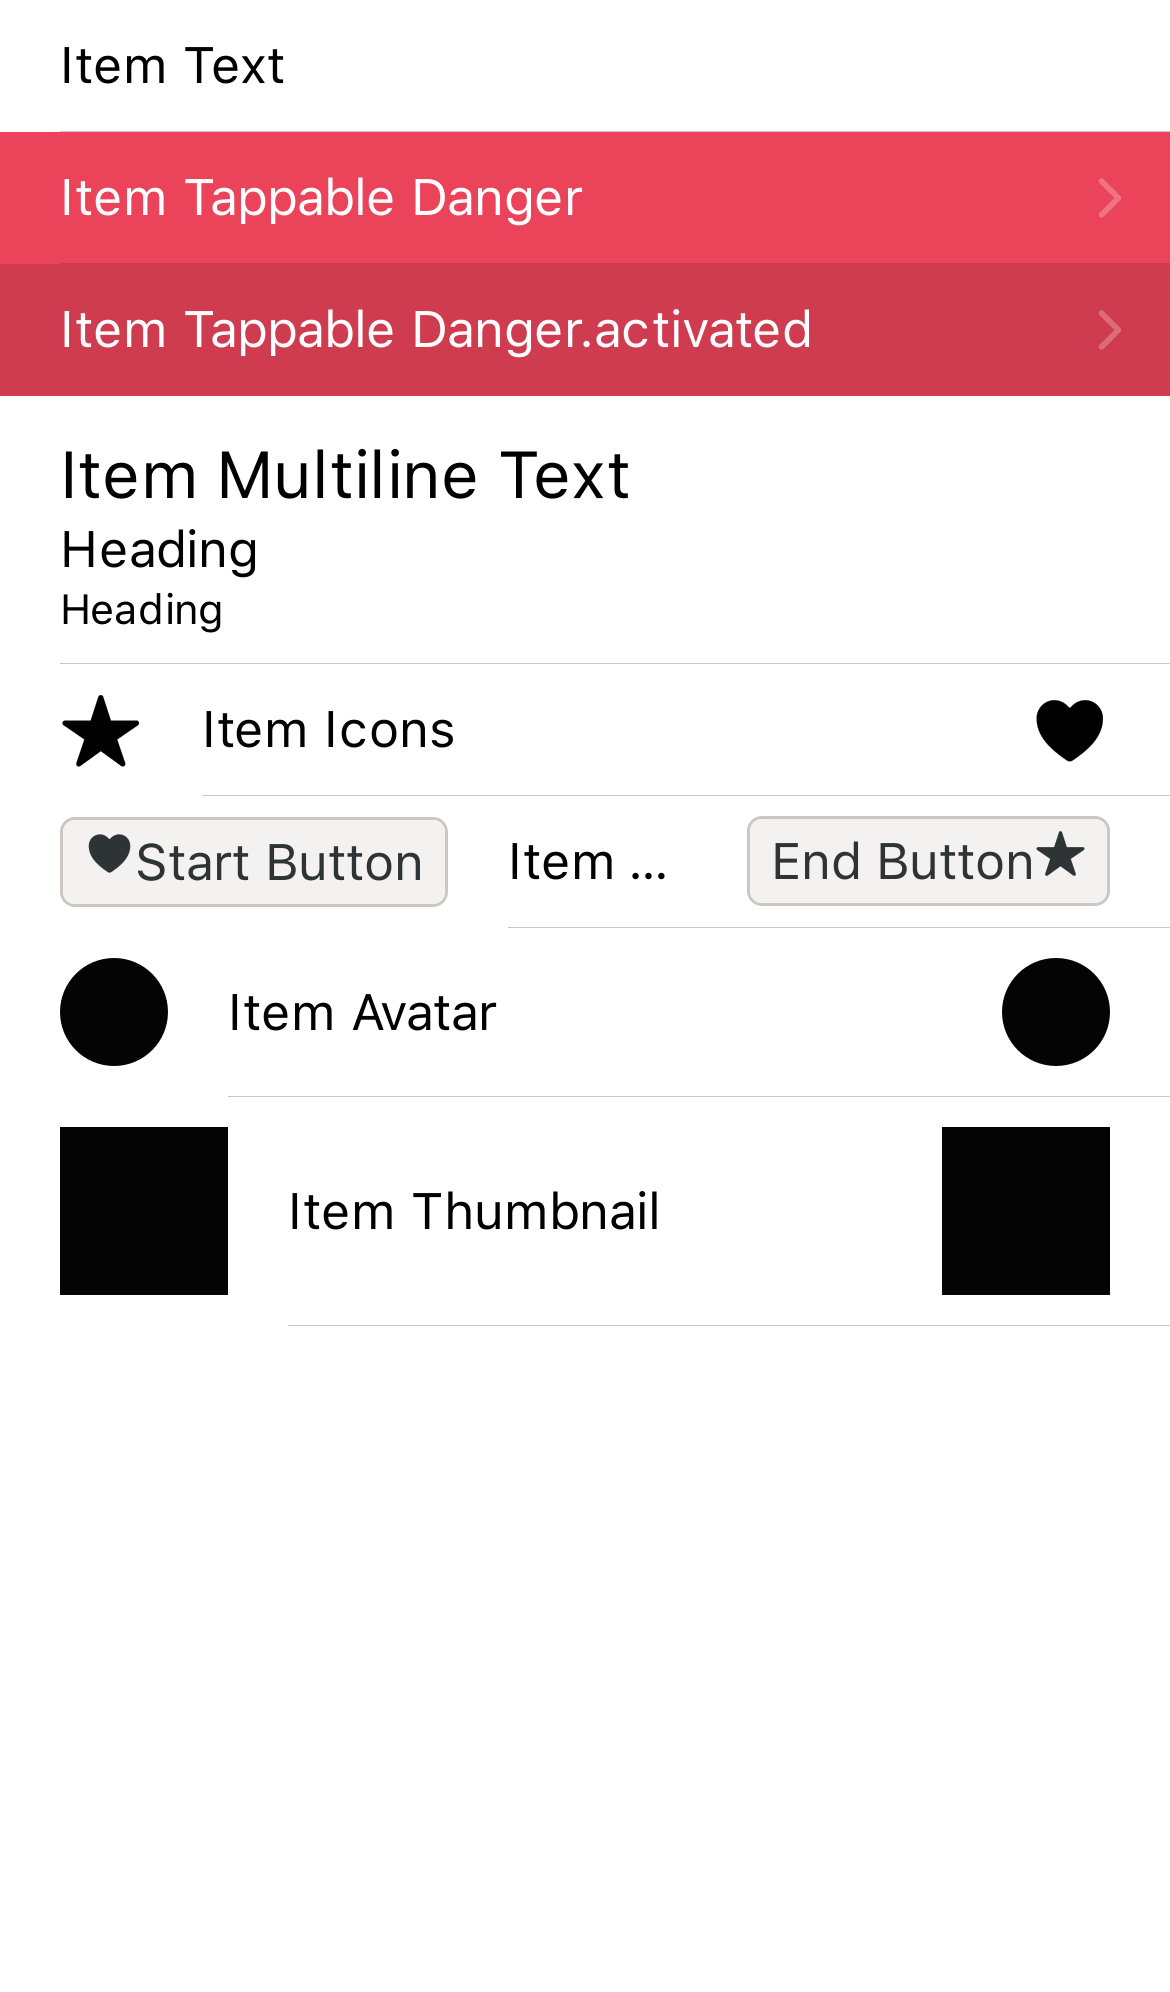 Item Text
Item Tappable Danger
Item Tappable Danger.activated
Item Multiline Text
Heading
Heading
Item Icons
Start Button Item ... End Button
Item Avatar
Item Thumbnail